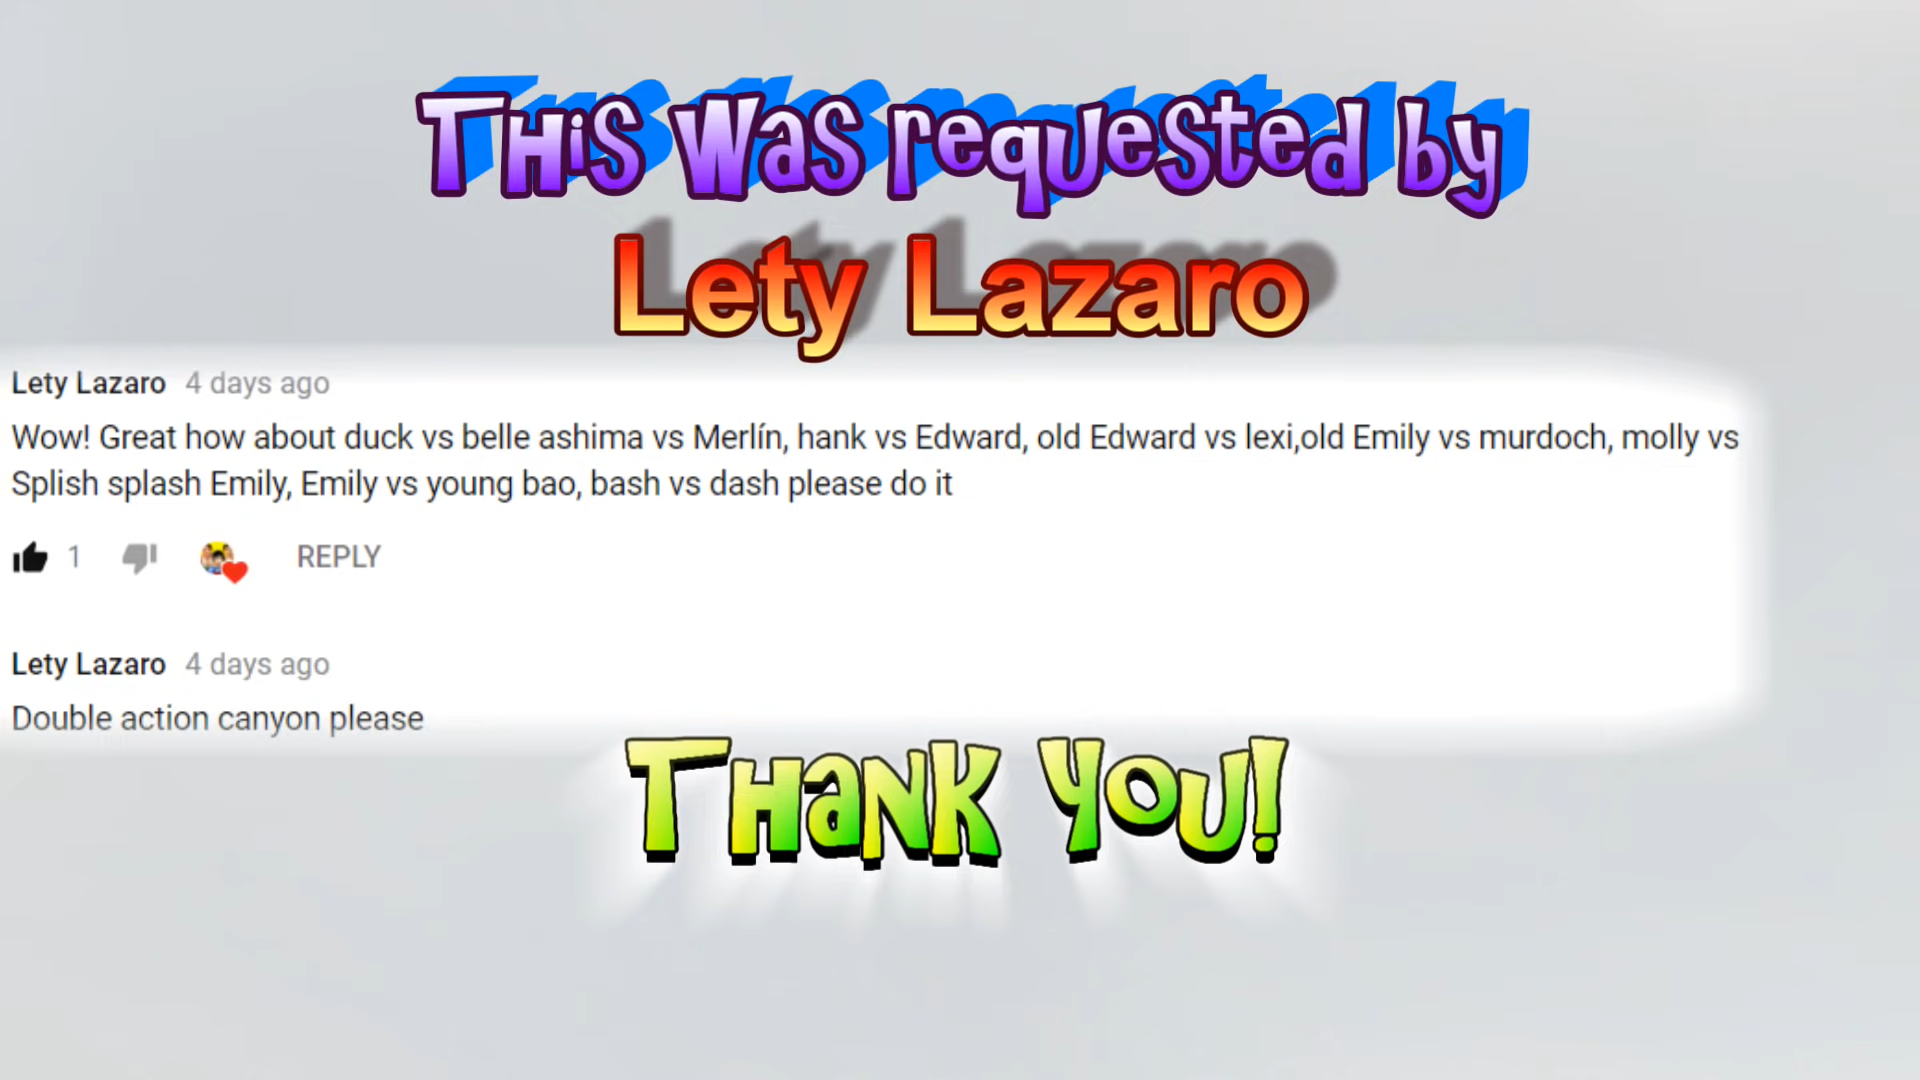 This was requested by
Lety Lazaro
Lety Lazaro 4 days ago
Wow! Great how about duck vs belle ashima vs Merlín, hank vs Edward, old Edward vs lexi,old Emily vs murdoch, molly vs
Splish splash Emily, Emily vs young bao, bash vs dash please do it
1 REPLY
Lety Lazaro 4 days ago
Double action canyon please
Thank you!